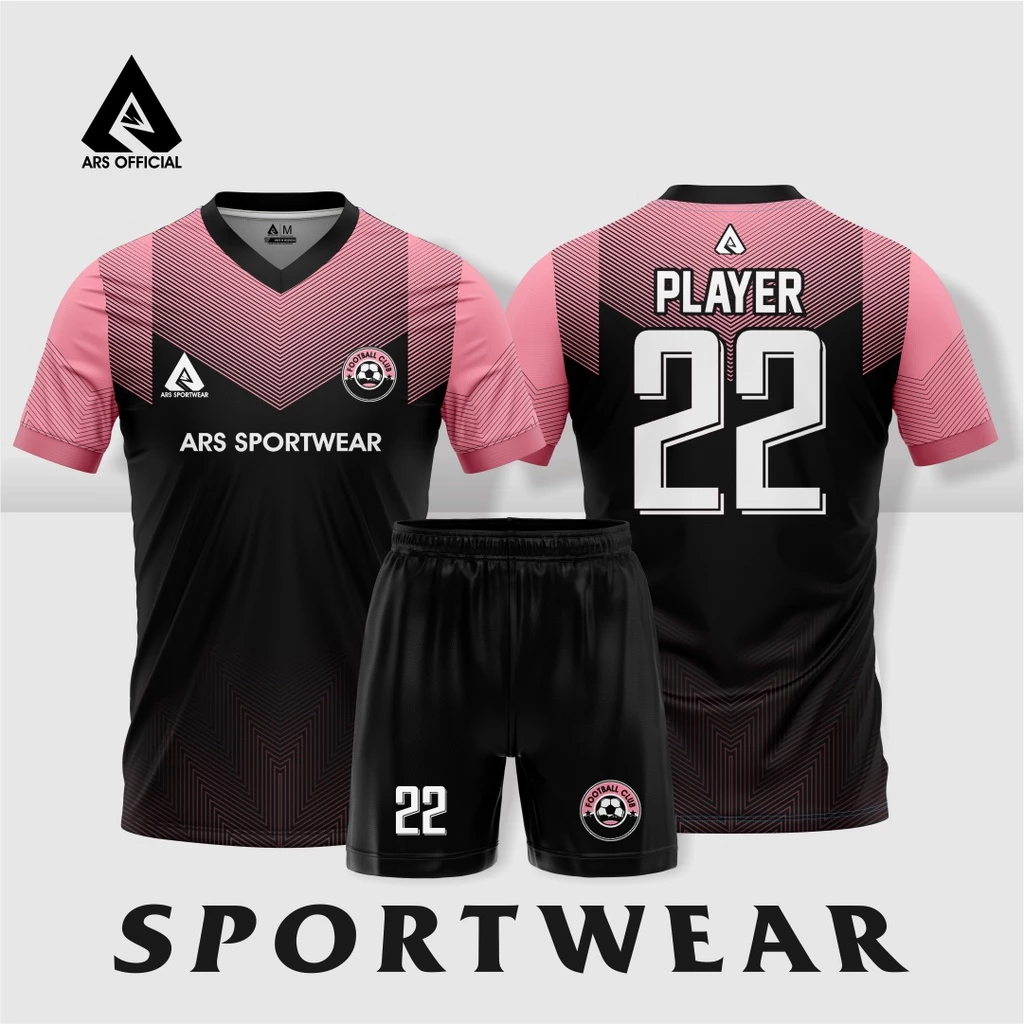 ARS OFFICIAL
M
ARS SPORTWEAR
FOOTBALL CLUB
ARS SPORTWEAR
PLAYER
22
22
FOOTBALL CLUB
SPORTWEAR